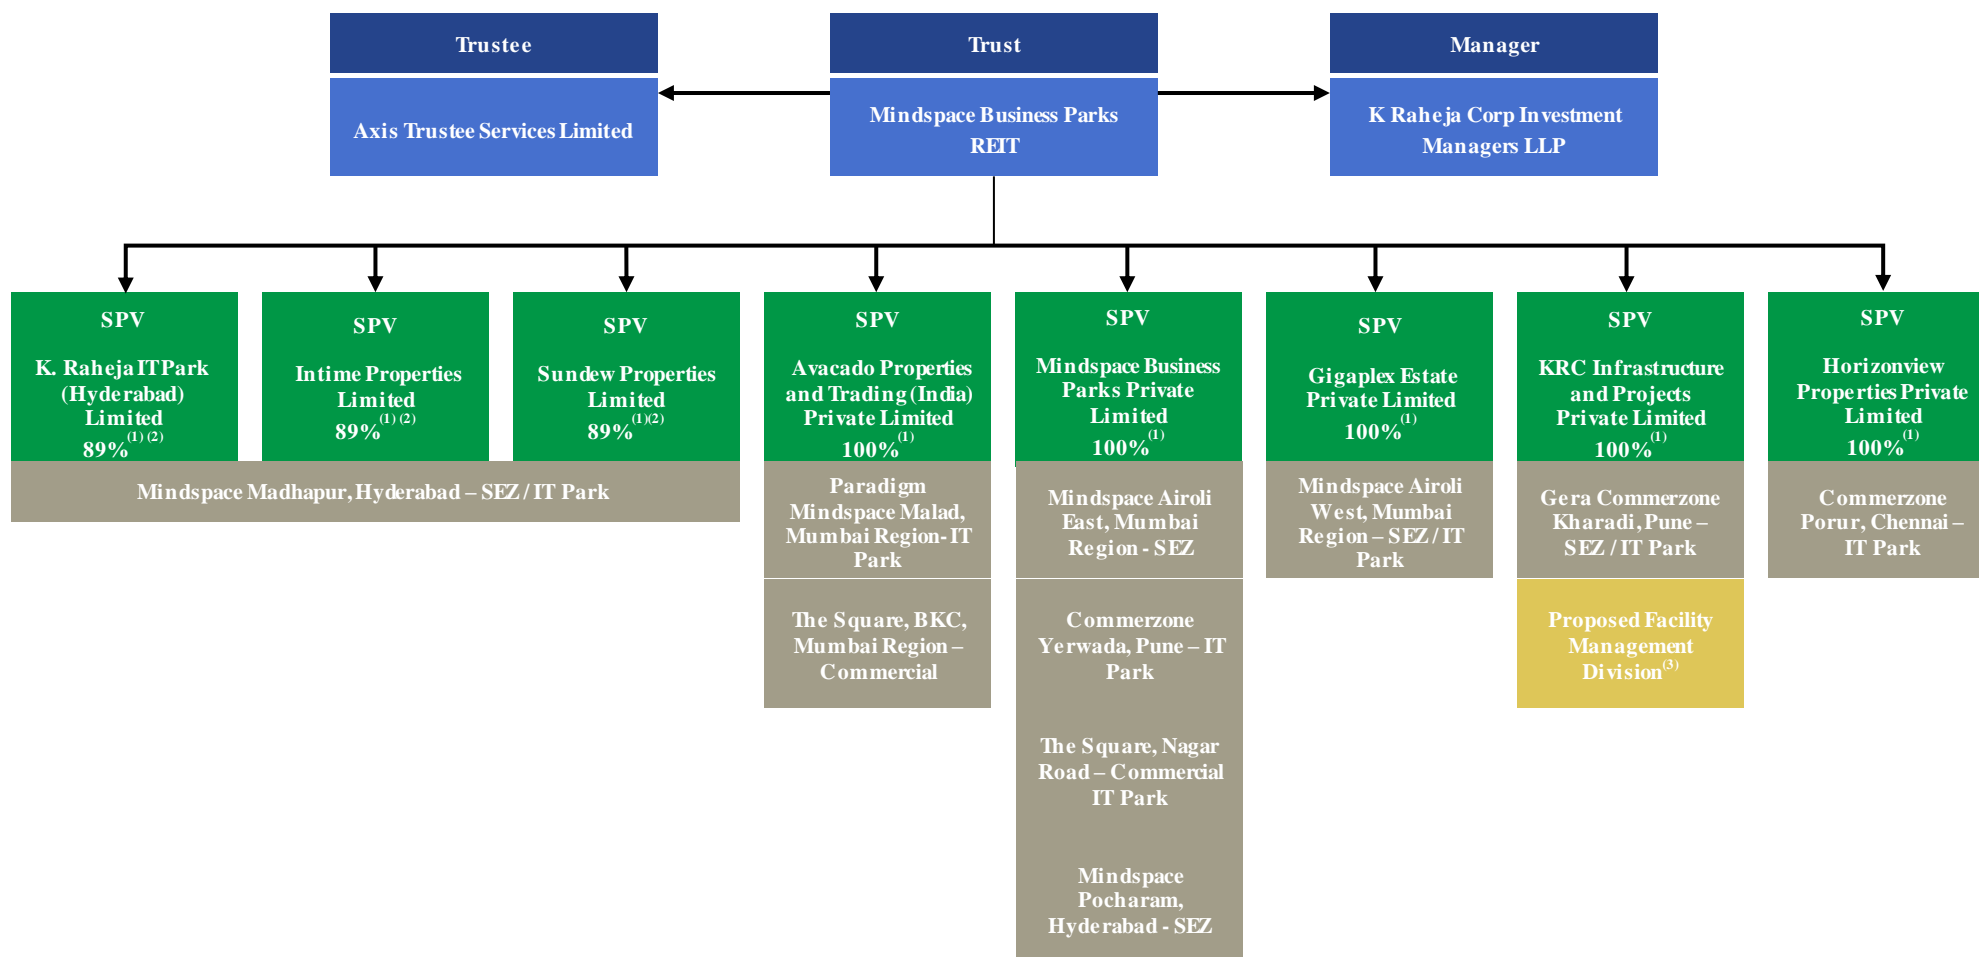 Trustee
Trust
Manager
Axis Trustee Services Limited
Mindspace Business Parks
REIT
K Raheja Corp Investment
Managers LLP
SPV
K. Raheja IT Park
(Hyderabad)
Limited
89%(1) (2)
SPV
Intime Properties
Limited
89%(1) (2)
SPV
Sundew Properties
Limited
89%(1)(2)
SPV
Avacado Properties
and Trading (India)
Private Limited
100%(1)
SPV
Mindspace Business
Parks Private
Limited
100%(1)
SPV
Gigaplex Estate
Private Limited
100%(1)
SPV
KRC Infrastructure
and Projects
Private Limited
100%(1)
SPV
Horizonview
Properties Private
Limited
100%(1)
Mindspace Madhapur, Hyderabad – SEZ / IT Park
Paradigm
Mindspace Malad,
Mumbai Region- IT
Park
Mindspace Airoli
East, Mumbai
Region - SEZ
Mindspace Airoli
West, Mumbai
Region – SEZ / IT
Park
Gera Commerzone
Kharadi, Pune –
SEZ / IT Park
Commerzone
Porur, Chennai –
IT Park
The Square, BKC,
Mumbai Region –
Commercial
Commerzone
Yerwada, Pune – IT
Park
Proposed Facility
Management
Division(3)
The Square, Nagar
Road – Commercial
IT Park
Mindspace
Pocharam,
Hyderabad - SEZ